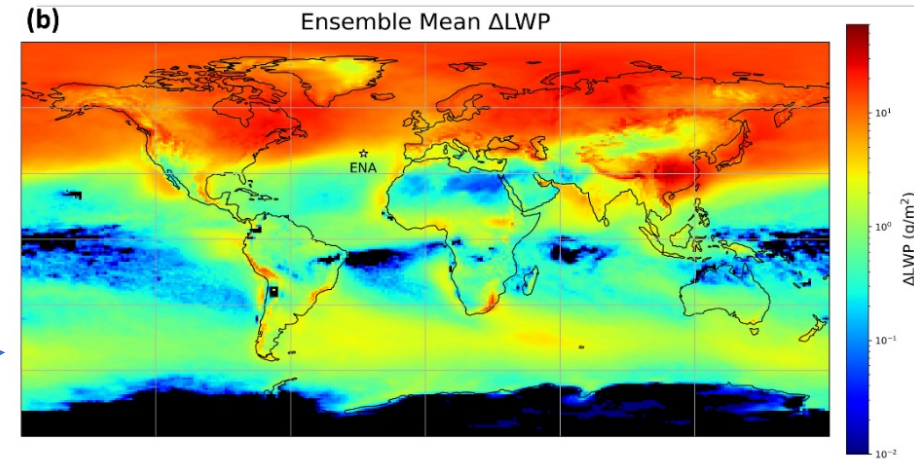 (b)
Ensemble Mean ΔLWP
ENA
10¹
10⁰
10⁻¹
10⁻²
ΔLWP (g/m²)